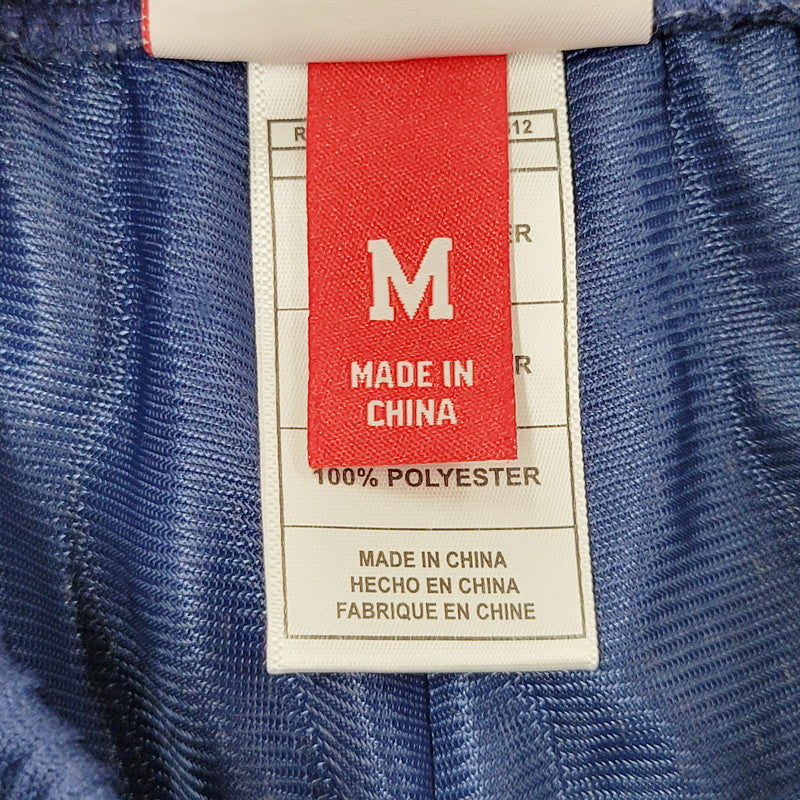 M
MADE IN
CHINA
100% POLYESTER
MADE IN CHINA
HECHO EN CHINA
FABRIQUE EN CHINE